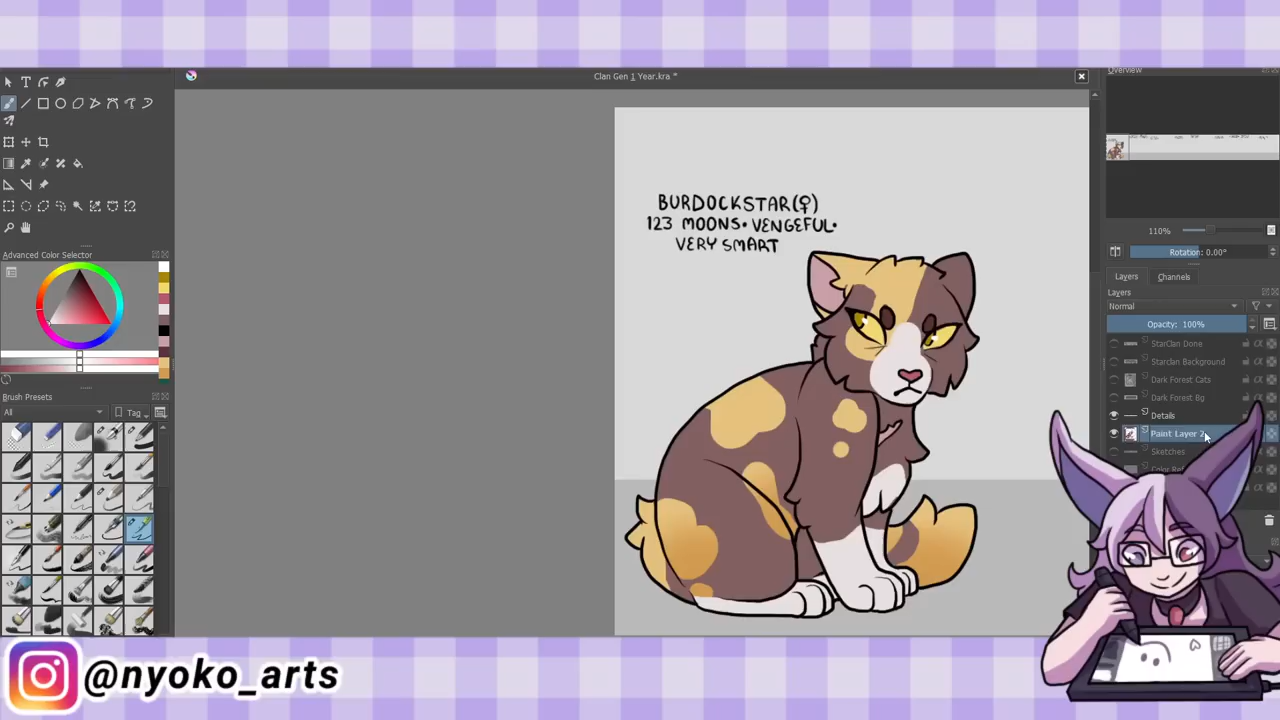 Clan Gen 1 Year.kra *
Overview
110%
Rotation: 0.00°
Layers
Channels
Layers
Normal
Opacity: 100%
StarClan Done
Starclan Background
Dark Forest Cats
Dark Forest Bg
Details
Paint Layer 2
Sketches
Advanced Color Selector
Brush Presets
All
Tag
BURDOCKSTAR(♀)
123 MOONS• VENGEFUL•
VERY SMART
@nyoko_arts